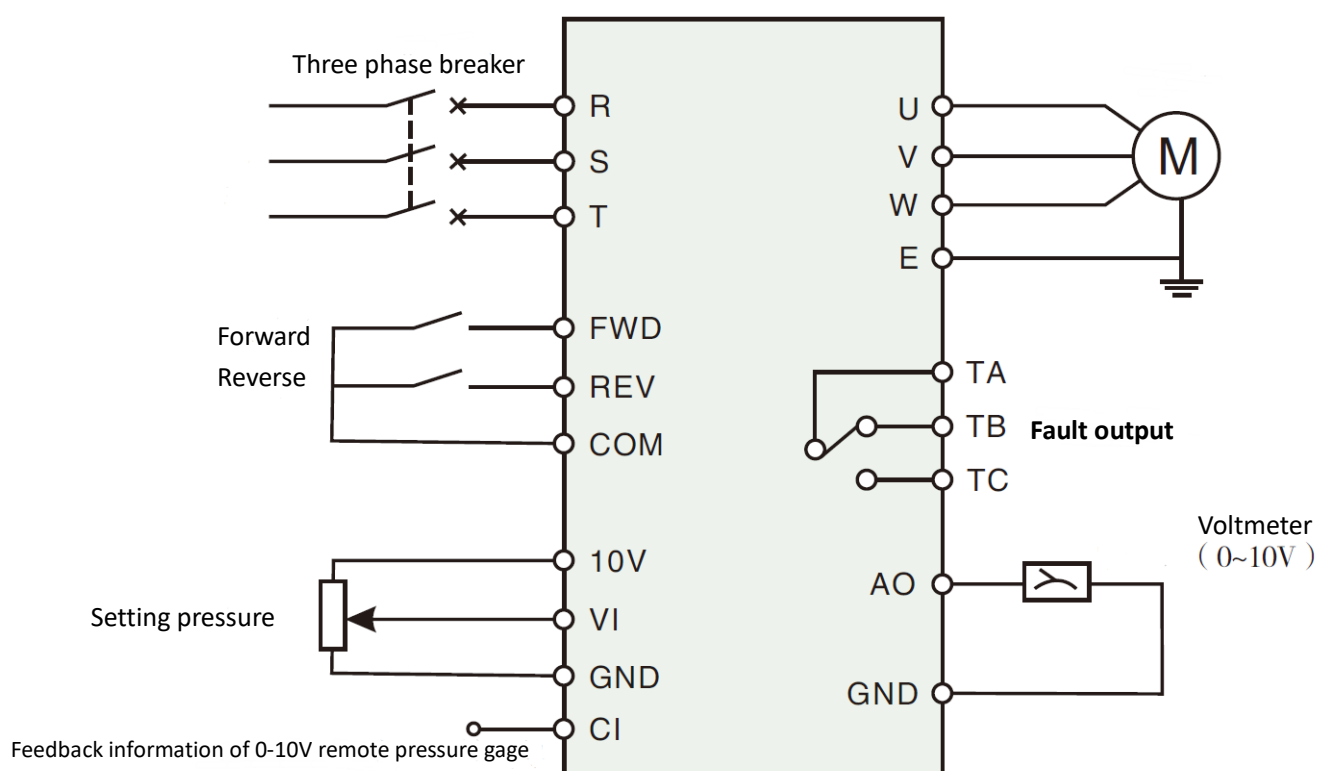 Three phase breaker
R
S
T
Forward
Reverse
FWD
REV
COM
Setting pressure
10V
VI
GND
CI
Feedback information of 0-10V remote pressure gage
U
V
W
E
M
TA
TB Fault output
TC
Voltmeter
( 0~10V )
AO
GND